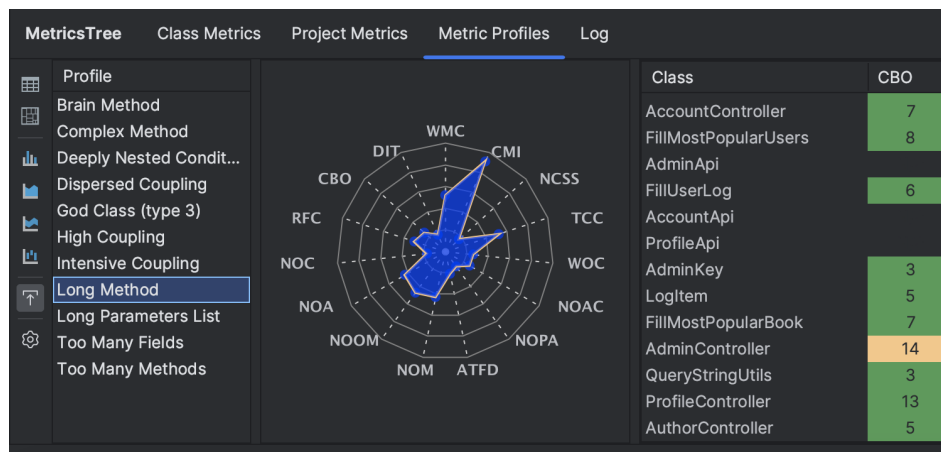 MetricsTree Class Metrics Project Metrics Metric Profiles Log
Profile
Brain Method
Complex Method
Deeply Nested Condit...
Dispersed Coupling
God Class (type 3)
High Coupling
Intensive Coupling
Long Method
Long Parameters List
Too Many Fields
Too Many Methods
WMC
CMI
NCSS
TCC
WOC
NOAC
NOPA
ATFD
NOM
NOOM
NOA
NOC
RFC
CBO
DIT
Class CBO
AccountController 7
FillMostPopularUsers 8
AdminApi
FillUserLog 6
AccountApi
ProfileApi
AdminKey 3
LogItem 5
FillMostPopularBook 7
AdminController 14
QueryStringUtils 3
ProfileController 13
AuthorController 5